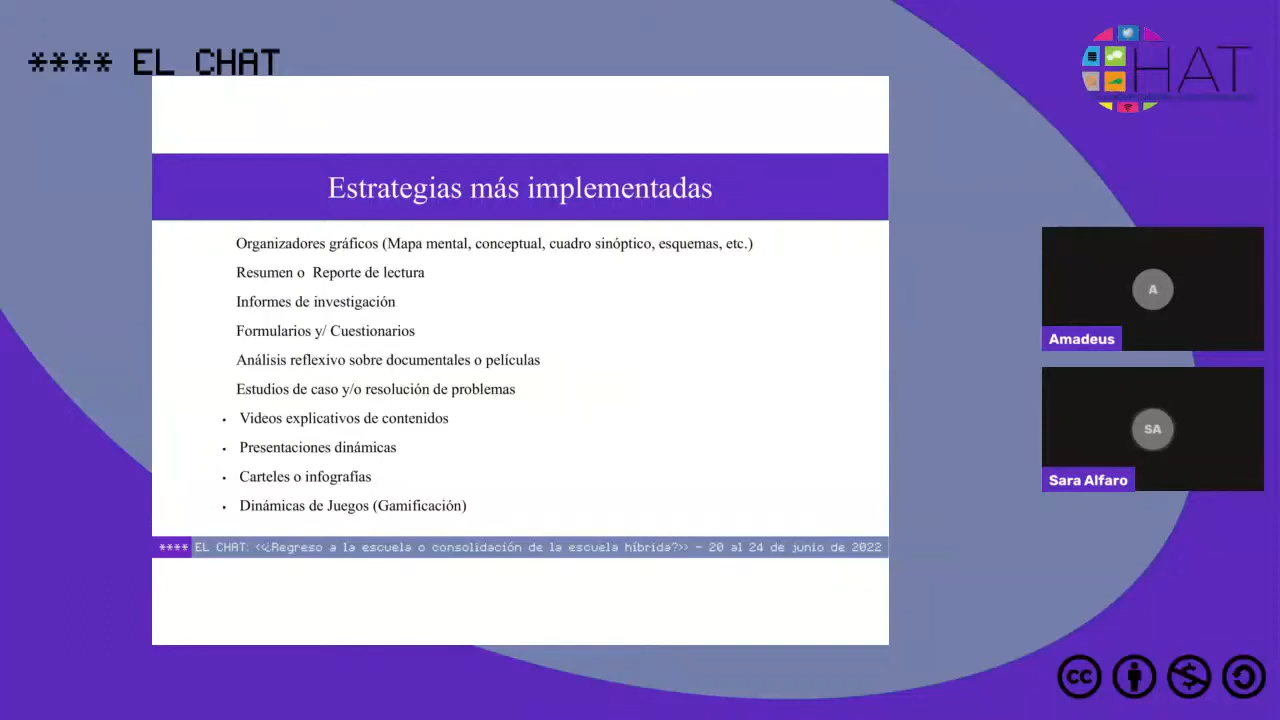 **** EL CHAT
HAT
Estrategias más implementadas
Organizadores gráficos (Mapa mental, conceptual, cuadro sinóptico, esquemas, etc.)
Resumen o  Reporte de lectura
Informes de investigación
Formularios y/ Cuestionarios
Análisis reflexivo sobre documentales o películas
Estudios de caso y/o resolución de problemas
• Videos explicativos de contenidos
• Presentaciones dinámicas
• Carteles o infografías
• Dinámicas de Juegos (Gamificación)
**** EL CHAT: <<¿Regreso a la escuela o consolidación de la escuela híbrida?>> - 20 al 24 de junio de 2022
A
Amadeus
SA
Sara Alfaro
CC